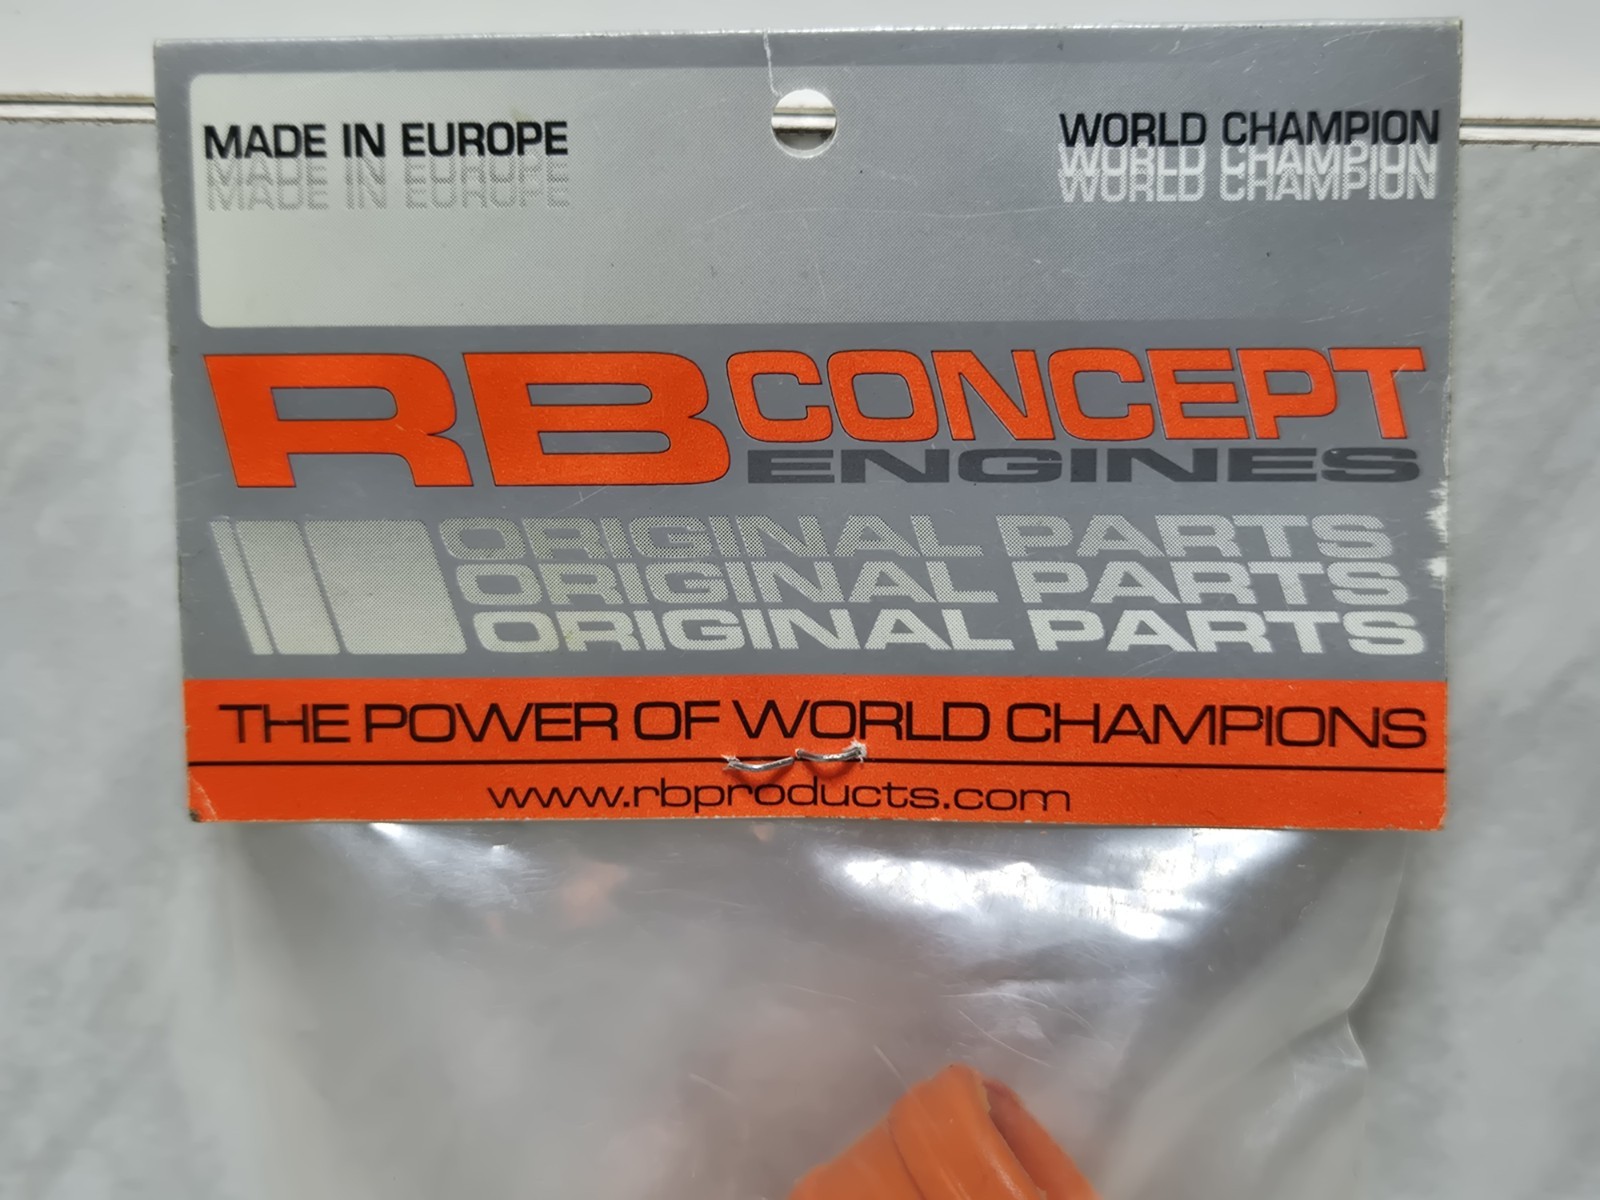 MADE IN EUROPE
MADE IN EUROPE
MADE IN EUROPE
WORLD CHAMPION
WORLD CHAMPION
WORLD CHAMPION
RB CONCEPT
ENGINES
ORIGINAL PARTS
ORIGINAL PARTS
ORIGINAL PARTS
THE POWER OF WORLD CHAMPIONS
www.rbproducts.com